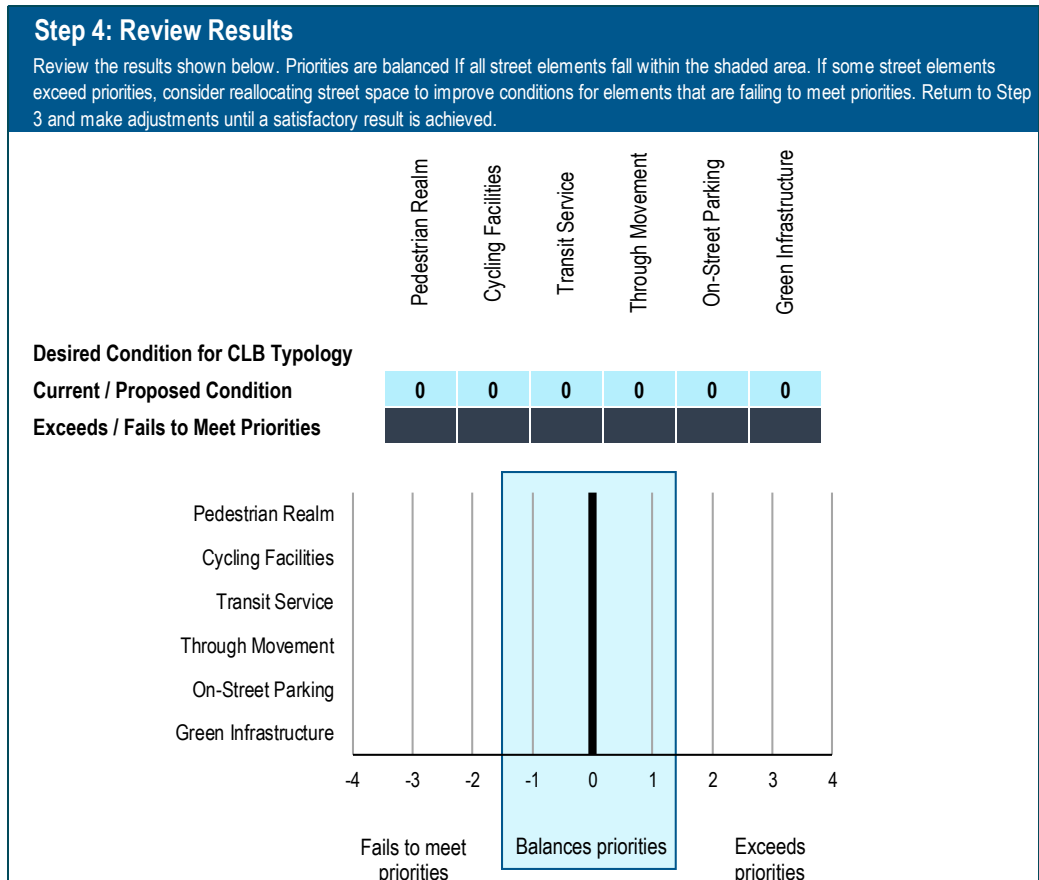 Step 4: Review Results
Review the results shown below. Priorities are balanced If all street elements fall within the shaded area. If some street elements
exceed priorities, consider reallocating street space to improve conditions for elements that are failing to meet priorities. Return to Step
3 and make adjustments until a satisfactory result is achieved.
Pedestrian Realm
Cycling Facilities
Transit Service
Through Movement
On-Street Parking
Green Infrastructure
Desired Condition for CLB Typology
Current / Proposed Condition 0 0 0 0 0 0
Exceeds / Fails to Meet Priorities
Pedestrian Realm
Cycling Facilities
Transit Service
Through Movement
On-Street Parking
Green Infrastructure
-4 -3 -2 -1 0 1 2 3 4
Fails to meet
priorities
Balances priorities
Exceeds
priorities